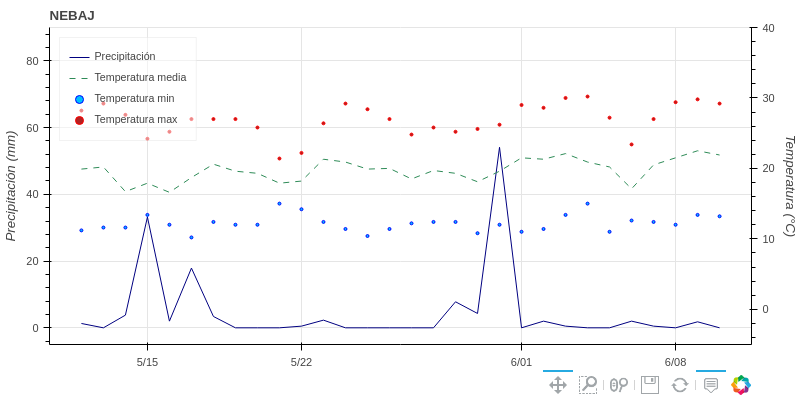 NEBAJ
Precipitación
Temperatura media
Temperatura min
Temperatura max
Precipitación (mm)
80
60
40
20
0
40
30
20
10
0
Temperatura (°C)
5/15
5/22
6/01
6/08